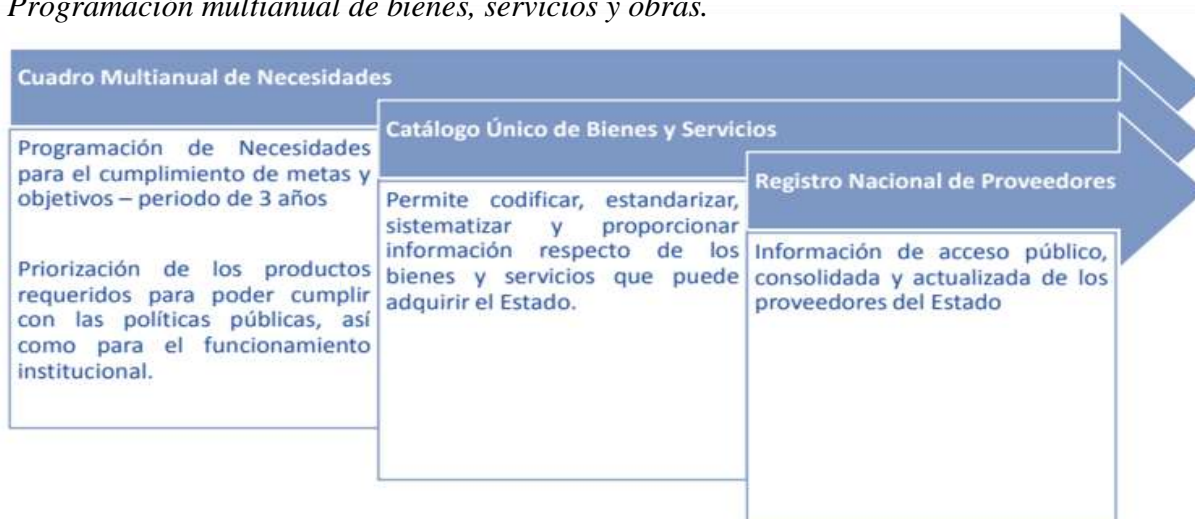 Programación multianual de bienes, servicios y obras.
Cuadro Multianual de Necesidades
Programación de Necesidades
para el cumplimiento de metas y
objetivos – periodo de 3 años
Priorización de los productos
requeridos para poder cumplir
con las políticas públicas, así
como para el funcionamiento
institucional.
Catálogo Único de Bienes y Servicios
Permite codificar, estandarizar,
sistematizar y proporcionar
información respecto de los
bienes y servicios que puede
adquirir el Estado.
Registro Nacional de Proveedores
Información de acceso público,
consolidada y actualizada de los
proveedores del Estado